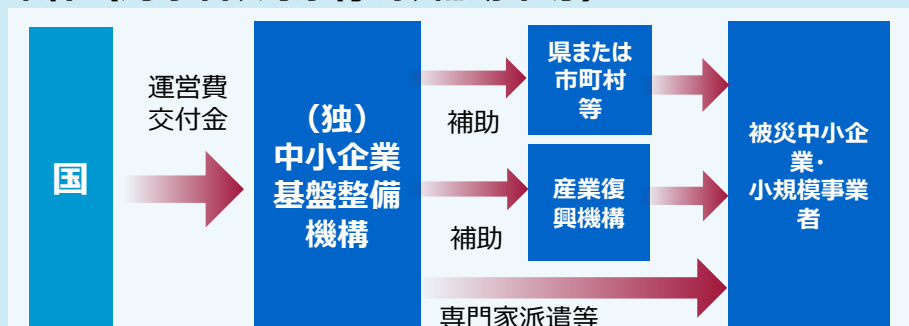 国
運営費
交付金
（独）
中小企業
基盤整備
機構
補助
補助
専門家派遣等
県または
市町村
等
産業復
興機構
被災中小企
業・
小規模事業
者